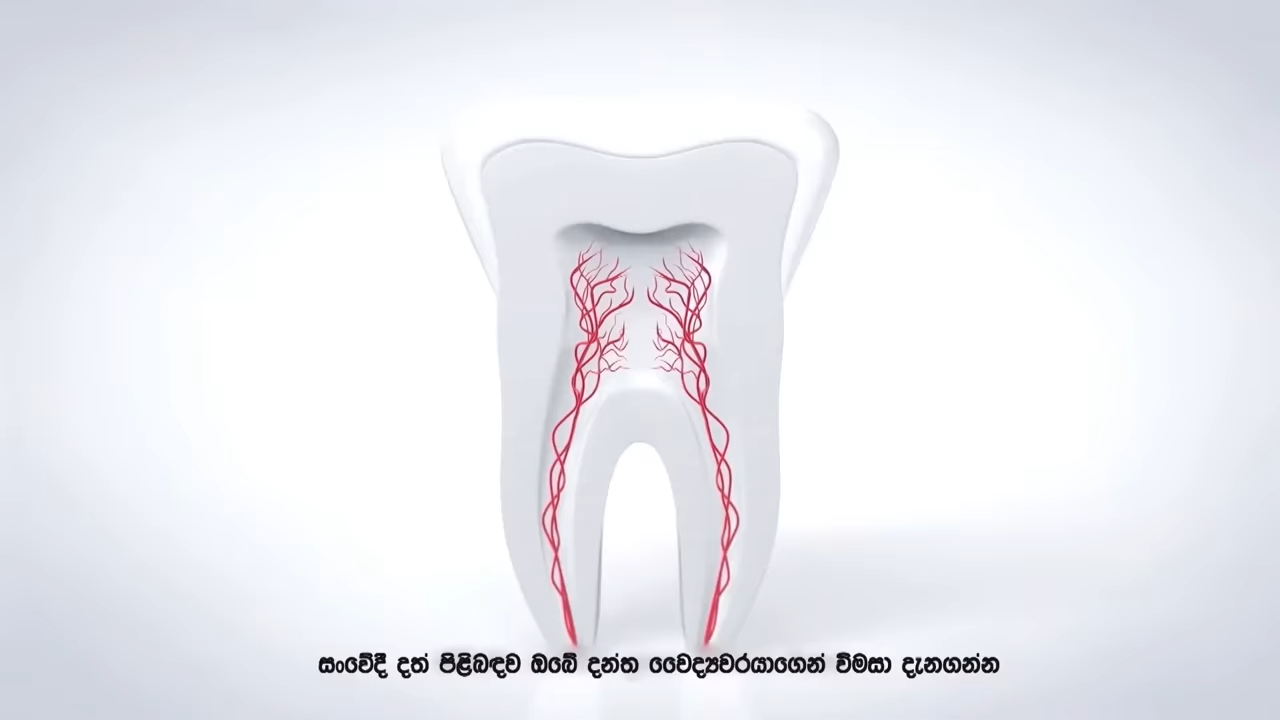 සංවේදී දත් පිළිබඳව ඔබේ දන්ත වෛද්‍යවරයාගෙන් විමසා දැනගන්න